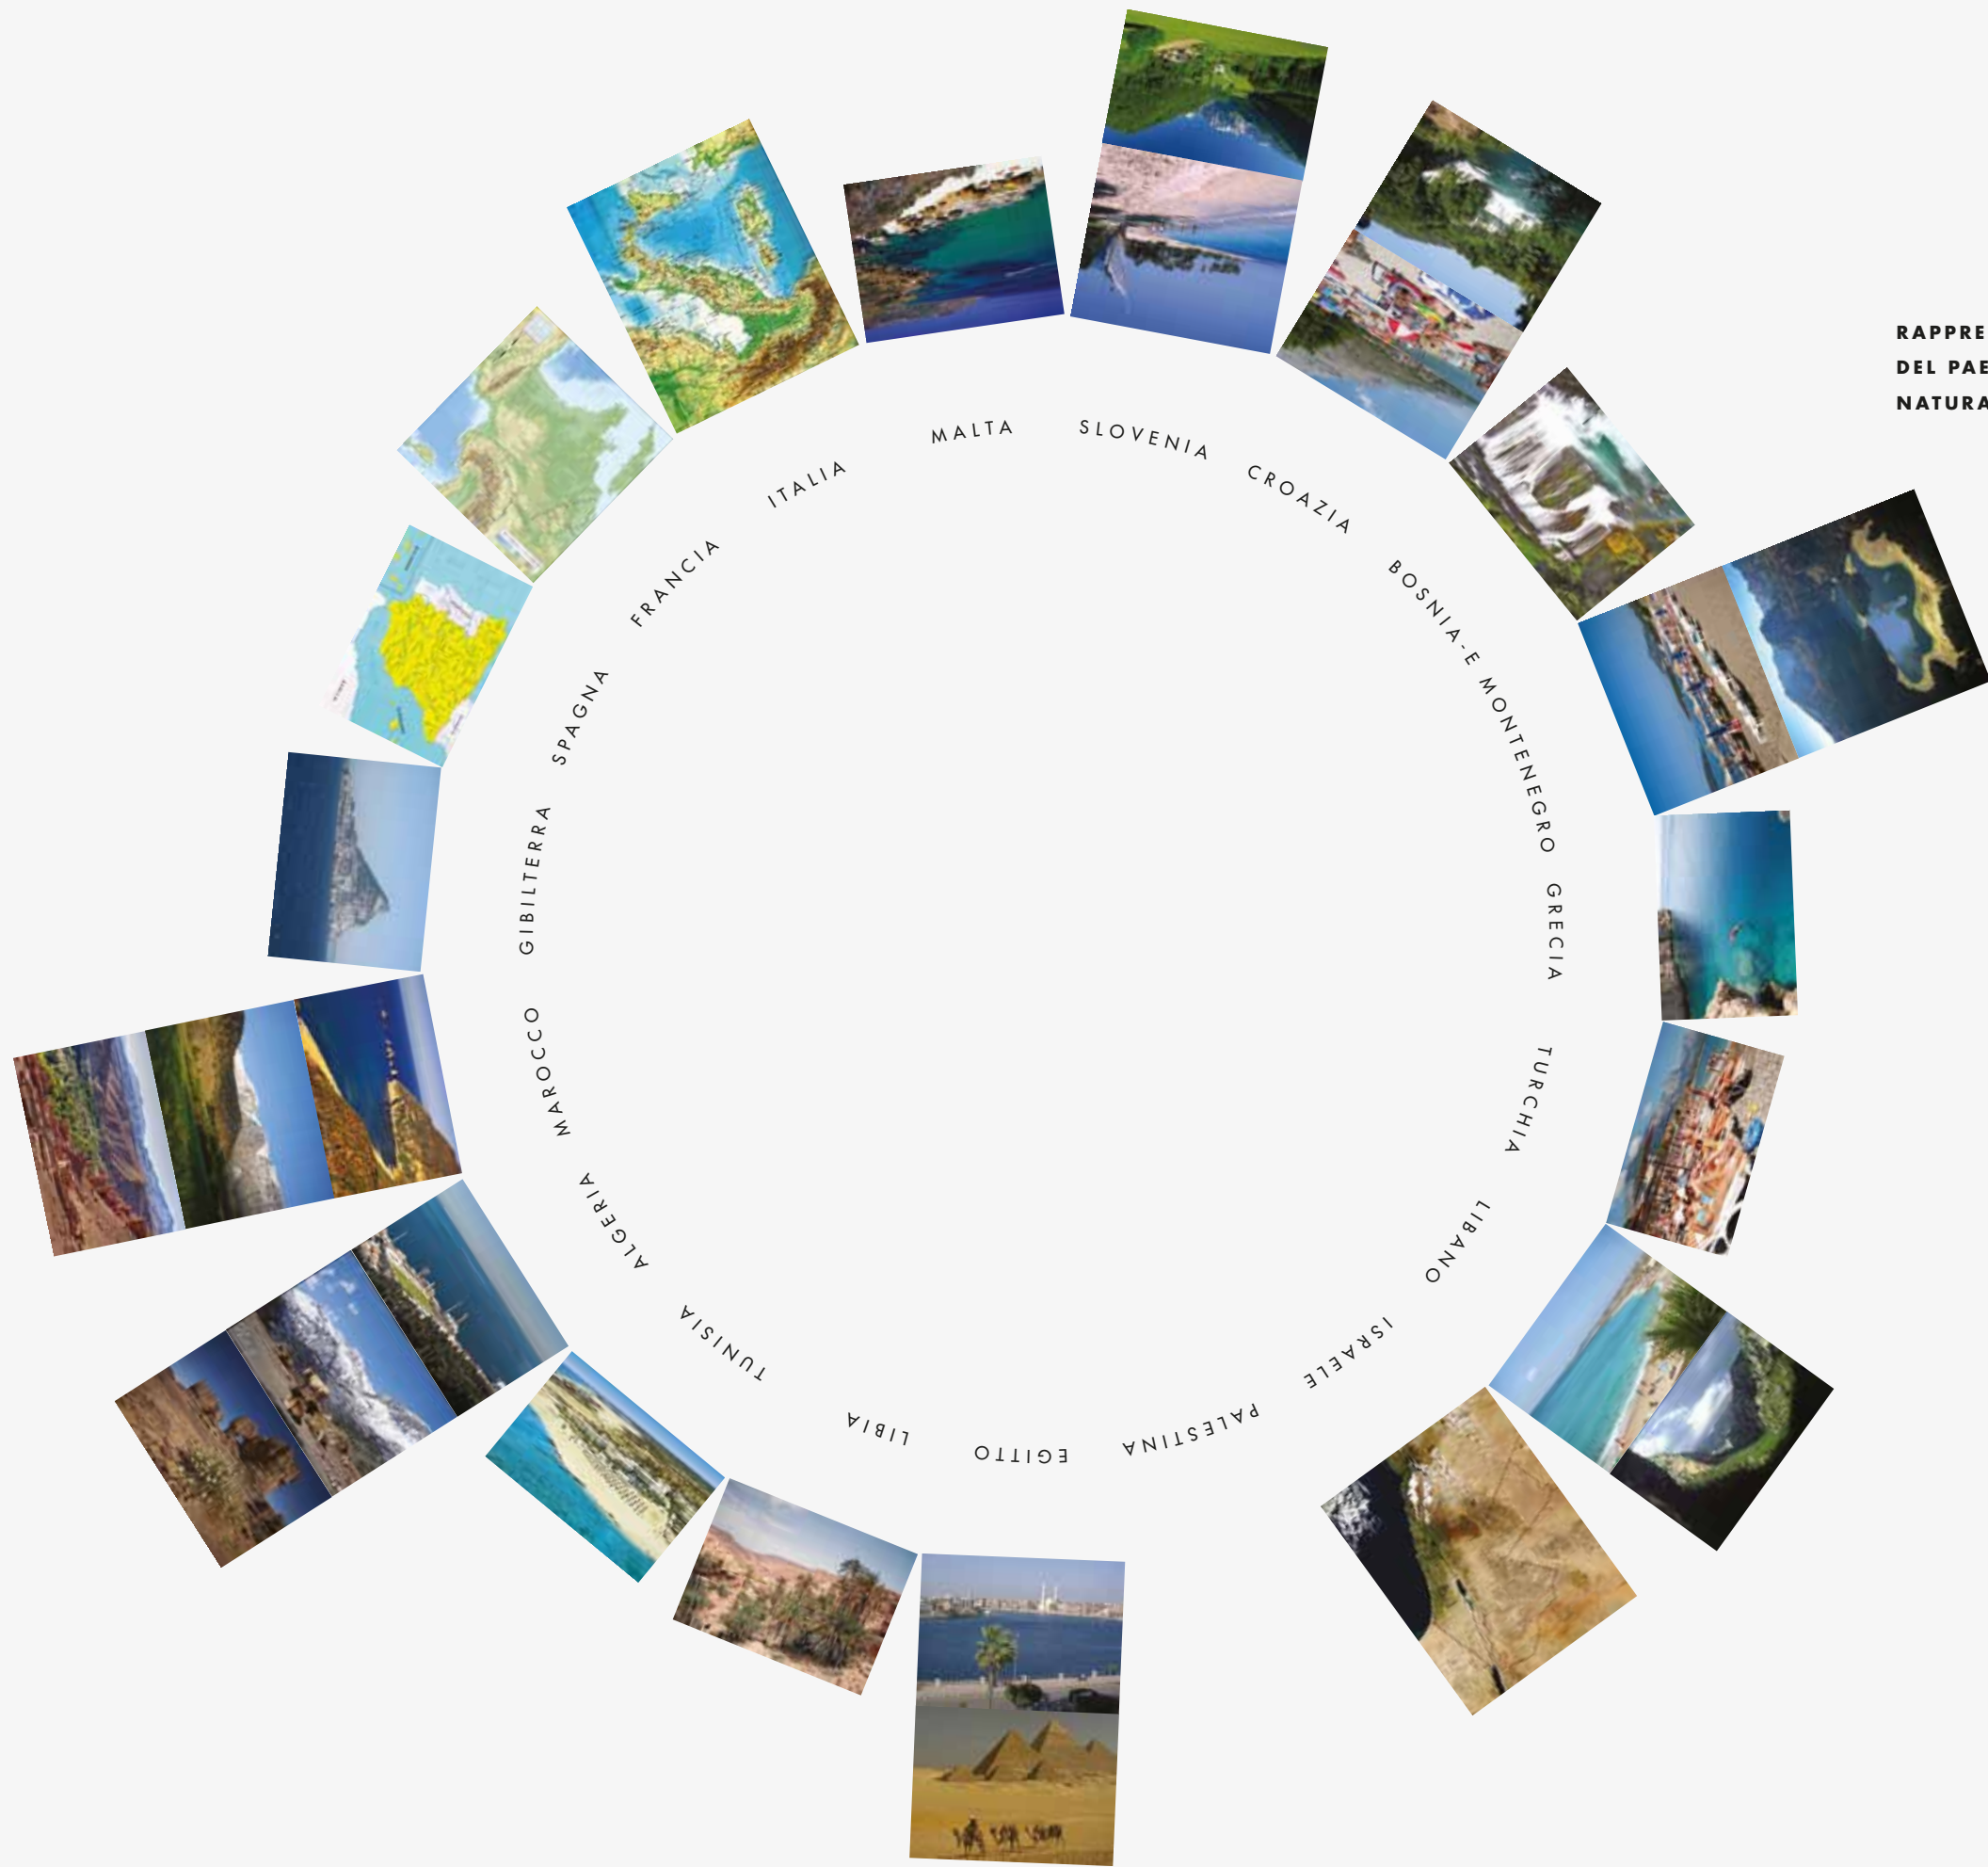 RAPPRE
DEL PAE
NATURA
MALTA
SLOVENIA
CROAZIA
BOSNIA-E
MONTENEGRO
GRECIA
TURCHIA
LIBANO
ISRAELE
PALESTINA
EGITTO
LIBIA
TUNISIA
ALGERIA
MAROCCO
GIBILTERRA
SPAGNA
FRANCIA
ITALIA